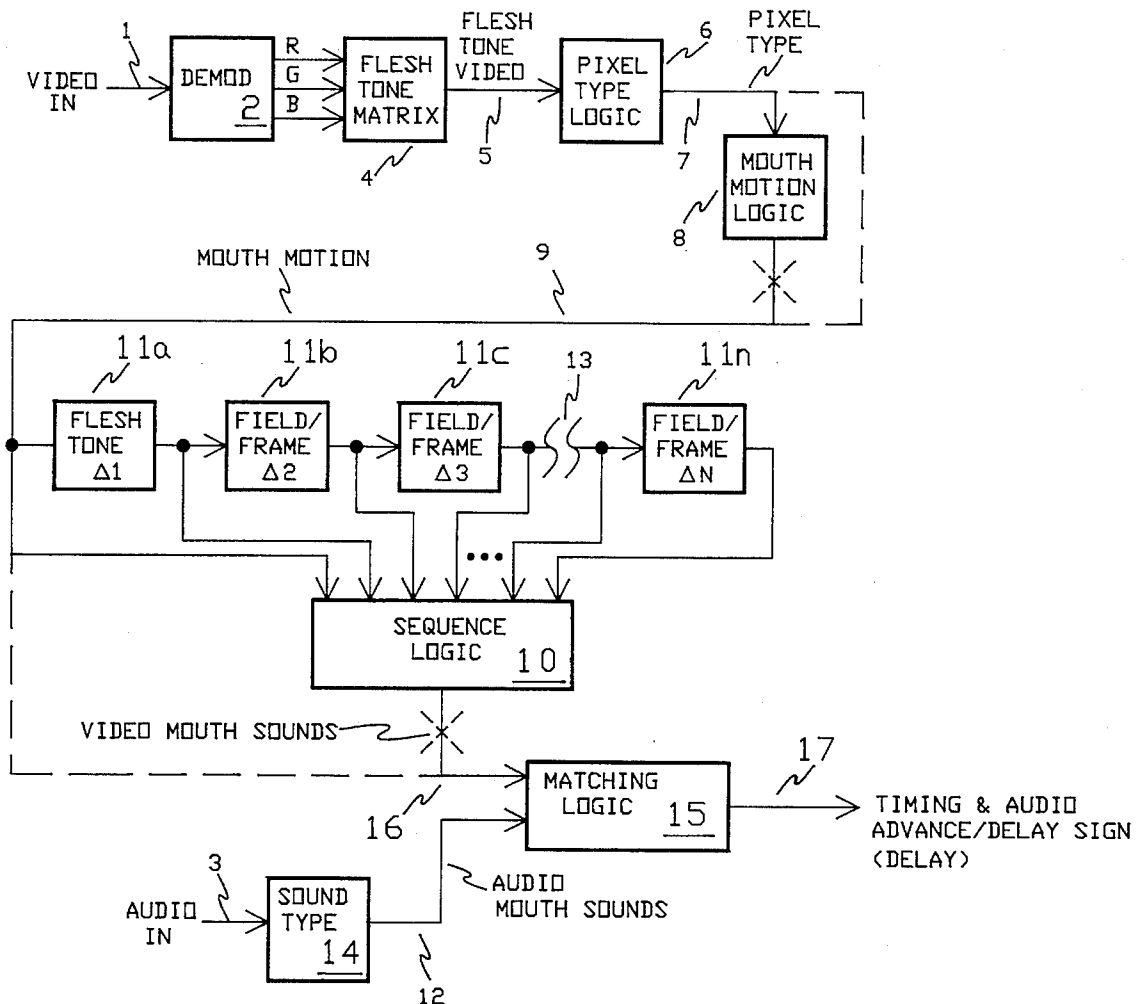 1
VIDEO
IN
DEMOD
2
R
G
B
FLESH
TONE
MATRIX
4
FLESH
TONE
VIDEO
5
PIXEL
TYPE
LOGIC
6
PIXEL
TYPE
7
MOUTH
MOTION
LOGIC
8
MOUTH MOTION
9
11a
FLESH
TONE
Δ1
11b
FIELD/
FRAME
Δ2
11c
FIELD/
FRAME
Δ3
13
11n
FIELD/
FRAME
ΔN
SEQUENCE
LOGIC
10
VIDEO MOUTH SOUNDS
16
MATCHING
LOGIC
15
17
TIMING & AUDIO
ADVANCE/DELAY SIGN
(DELAY)
3
AUDIO
IN
SOUND
TYPE
14
AUDIO
MOUTH SOUNDS
12